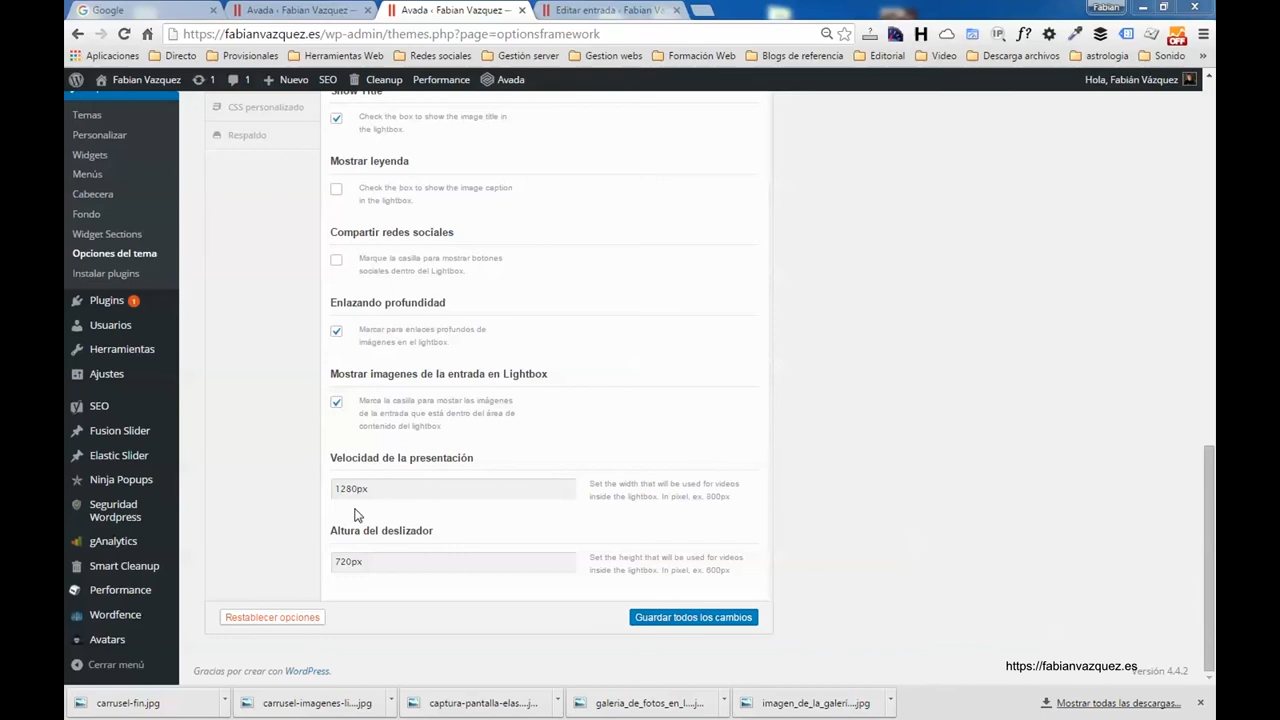 Google
Avada ‹ Fabian Vazquez —
Avada ‹ Fabian Vazquez —
Editar entrada ‹ Fabian V
Fabian
https://fabianvazquez.es/wp-admin/themes.php?page=optionsframework
Aplicaciones
Directo
Provisionales
Herramientas Web
Redes sociales
Gestión server
Gestion webs
Formación Web
Blogs de referencia
Editorial
Video
Descarga archivos
astrologia
Sonido
Fabian Vazquez
1
1
Nuevo
SEO
Cleanup
Performance
Avada
Hola, Fabián Vázquez
Temas
Personalizar
Widgets
Menús
Cabecera
Fondo
Widget Sections
Opciones del tema
Instalar plugins
Plugins 1
Usuarios
Herramientas
Ajustes
SEO
Fusion Slider
Elastic Slider
Ninja Popups
Seguridad
Wordpress
gAnalytics
Smart Cleanup
Performance
Wordfence
Avatars
Cerrar menú
CSS personalizado
Respaldo
Show Title
Check the box to show the image title in
the lightbox.
Mostrar leyenda
Check the box to show the image caption
in the lightbox.
Compartir redes sociales
Marque la casilla para mostrar botones
sociales dentro del Lightbox.
Enlazando profundidad
Marcar para enlaces profundos de
imágenes en el lightbox.
Mostrar imagenes de la entrada en Lightbox
Marca la casilla para mostar las imágenes
de la entrada que está dentro del área de
contenido del lightbox
Velocidad de la presentación
1280px
Set the width that will be used for videos
inside the lightbox. In pixel, ex. 800px
Altura del deslizador
720px
Set the height that will be used for videos
inside the lightbox. In pixel, ex. 600px
Restablecer opciones
Guardar todos los cambios
Gracias por crear con WordPress.
https://fabianvazquez.es
Versión 4.4.2
carrusel-fin.jpg
carrusel-imagenes-li....jpg
captura-pantalla-elas....j...
galeria_de_fotos_en_l....j...
imagen_de_la_galerí....jpg
Mostrar todas las descargas...